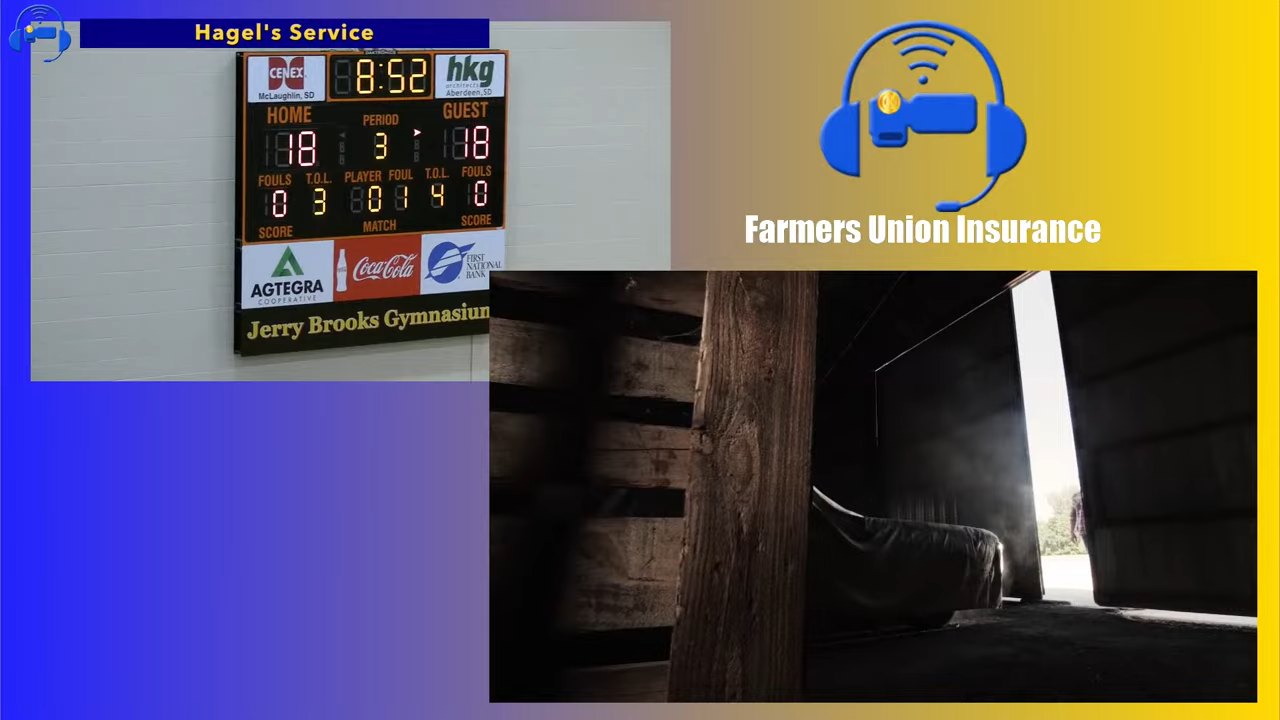 Hagel's Service
CENEX
McLaughlin, SD
8:52
hkg
architects
Aberdeen, SD
HOME
PERIOD
GUEST
18
3
18
FOULS T.O.L. PLAYER FOUL T.O.L. FOULS
0 3 0 1 4 0
SCORE
MATCH
SCORE
AGTEGRA
COOPERATIVE
Coca-Cola
FIRST
NATIONAL
BANK
Jerry Brooks Gymnasium
Farmers Union Insurance